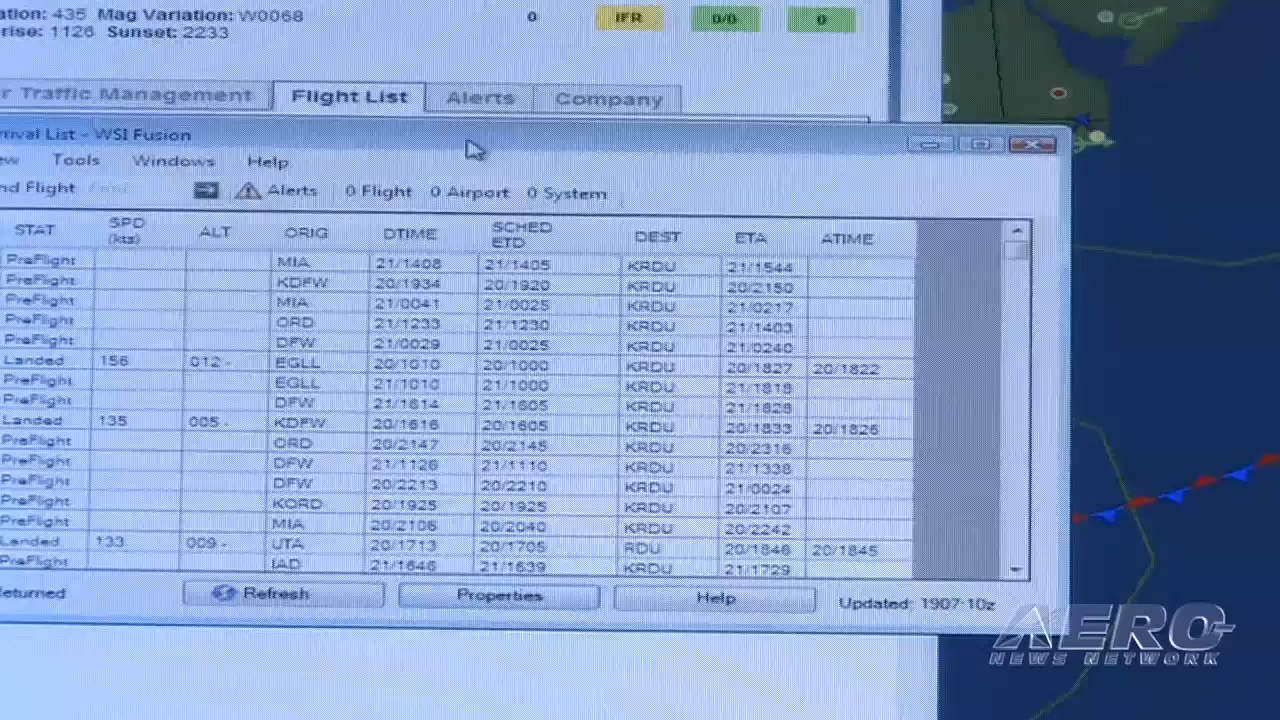 ation: 435 Mag Variation: W0068
rise: 1126 Sunset: 2233
0 IFR 0/0 0
r Traffic Management Flight List Alerts Company
rrival List - WSI Fusion
ew Tools Windows Help
nd Flight Alerts 0 Flight 0 Airport 0 System
STAT SPD (kts) ALT ORIG DTIME SCHED ETD DEST ETA ATIME
PreFlight MIA 21/1408 21/1405 KRDU 21/1544
PreFlight KDFW 20/1934 20/1920 KRDU 20/2150
PreFlight MIA 21/0041 21/0025 KRDU 21/0217
PreFlight ORD 21/1233 21/1230 KRDU 21/1403
PreFlight DFW 21/0029 21/0025 KRDU 21/0240
Landed 156 012 - EGLL 20/1010 20/1000 KRDU 20/1827 20/1822
PreFlight EGLL 21/1010 21/1000 KRDU 21/1818
PreFlight DFW 21/1614 21/1605 KRDU 21/1828
Landed 135 005 - KDFW 20/1616 20/1605 KRDU 20/1833 20/1826
PreFlight ORD 20/2147 20/2145 KRDU 20/2316
PreFlight DFW 21/1126 21/1110 KRDU 21/1338
PreFlight DFW 20/2213 20/2210 KRDU 21/0024
PreFlight KORD 20/1925 20/1925 KRDU 20/2107
PreFlight MIA 20/2106 20/2040 KRDU 20/2242
Landed 133 009 - UTA 20/1713 20/1705 RDU 20/1846 20/1845
PreFlight IAD 21/1646 21/1639 KRDU 21/1729
eturned Refresh Properties Help Updated: 1907:10z
AERO
NEWS NETWORK